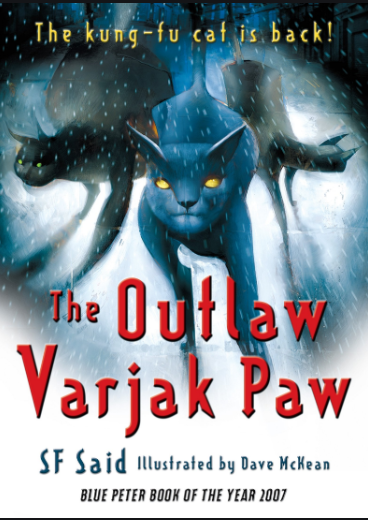 The kung-fu cat is back!
The Outlaw
Varjak Paw
SF Said Illustrated by Dave McKean
BLUE PETER BOOK OF THE YEAR 2007